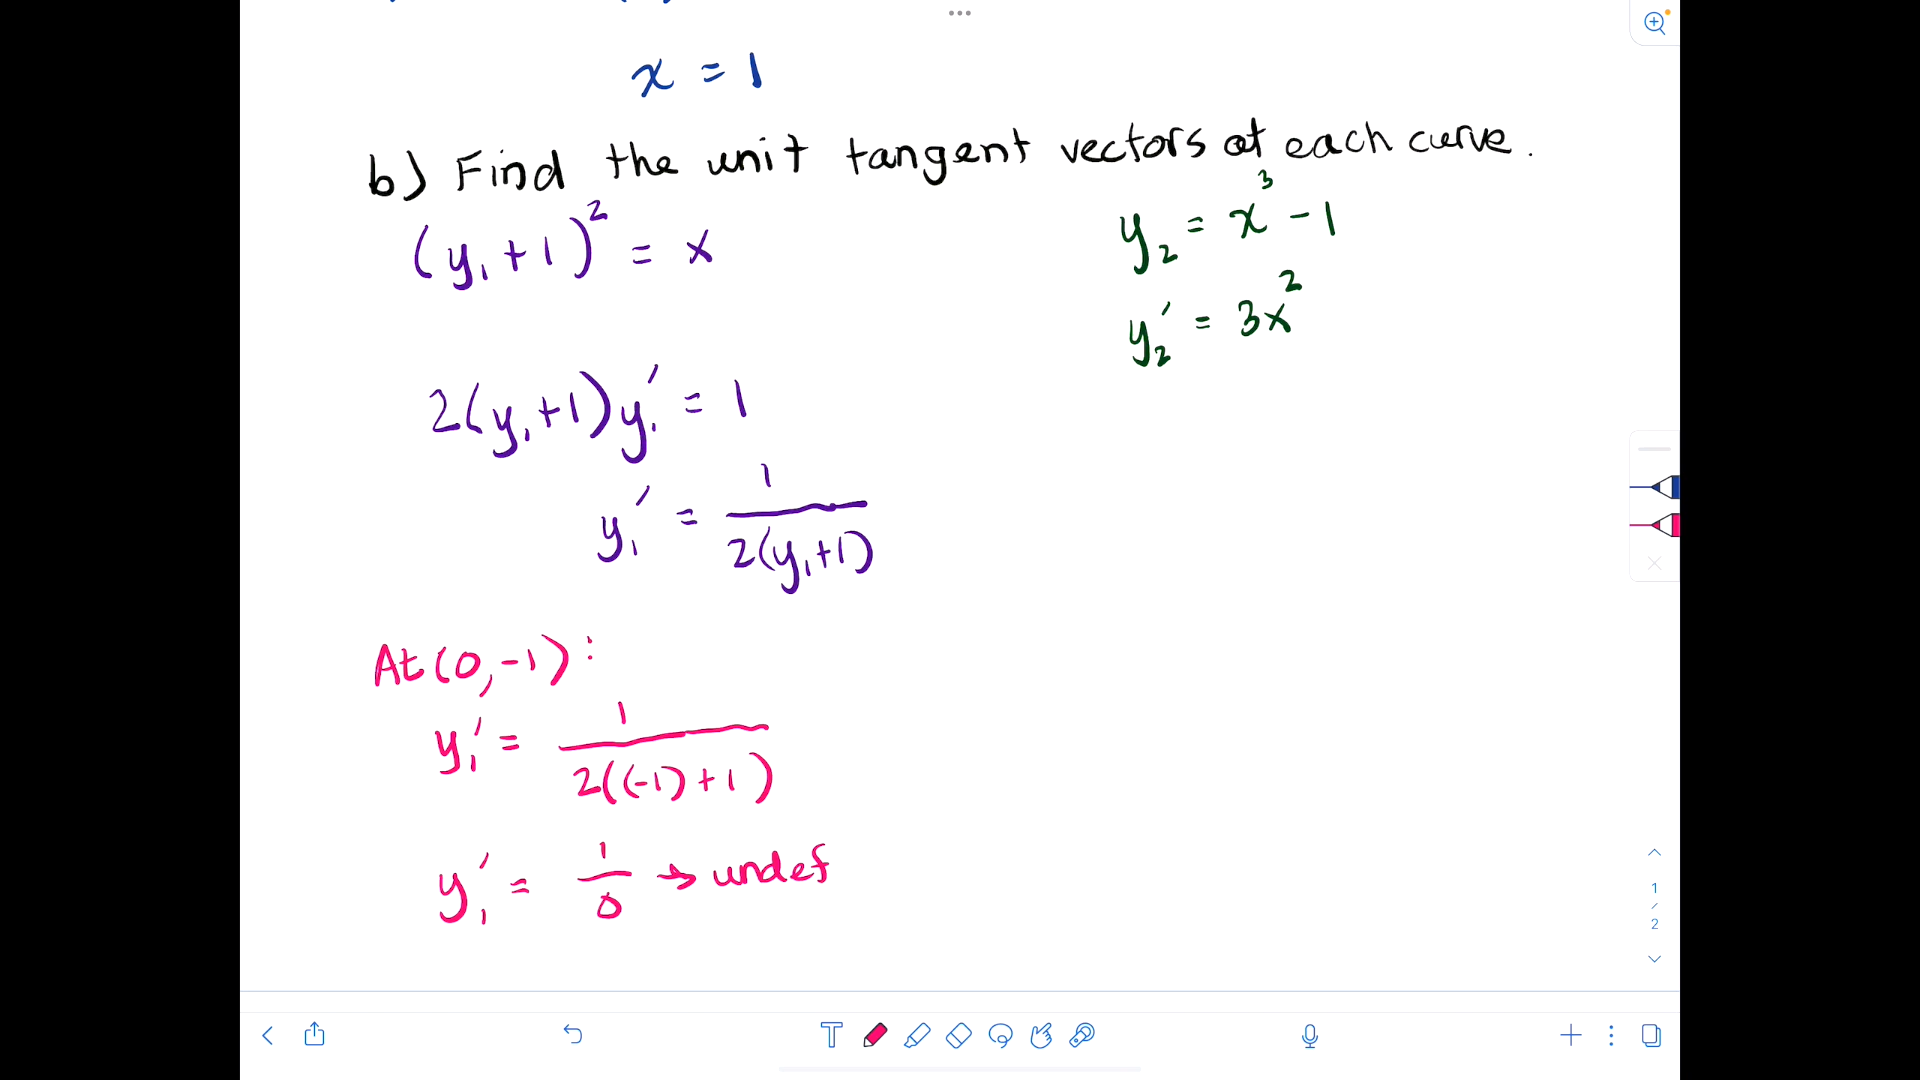 x = 1
b) Find the unit tangent vectors at each curve.
(y₁+1)² = x
2(y₁+1)y₁' = 1
y₁' = 1/2(y₁+1)
y₂ = x³ - 1
y₂' = 3x²
At (0,-1):
y₁' = 1/2((-1)+1)
y₁' = 1/0 → undef
1
/
2
T